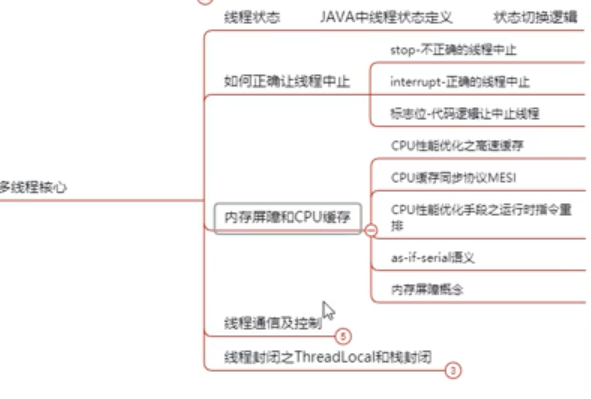 线程状态 JAVA中线程状态定义 状态切换逻辑
stop-不正确的线程中止
如何正确让线程中止 interrupt-正确的线程中止
标志位-代码逻辑让中止线程
CPU性能优化之高速缓存
CPU缓存同步协议MESI
多线程核心
CPU性能优化手段之运行时指令重
排
内存屏障和CPU缓存
as-if-serial语义
内存屏障概念
线程通信及控制 5
线程封闭之ThreadLocal和栈封闭 3